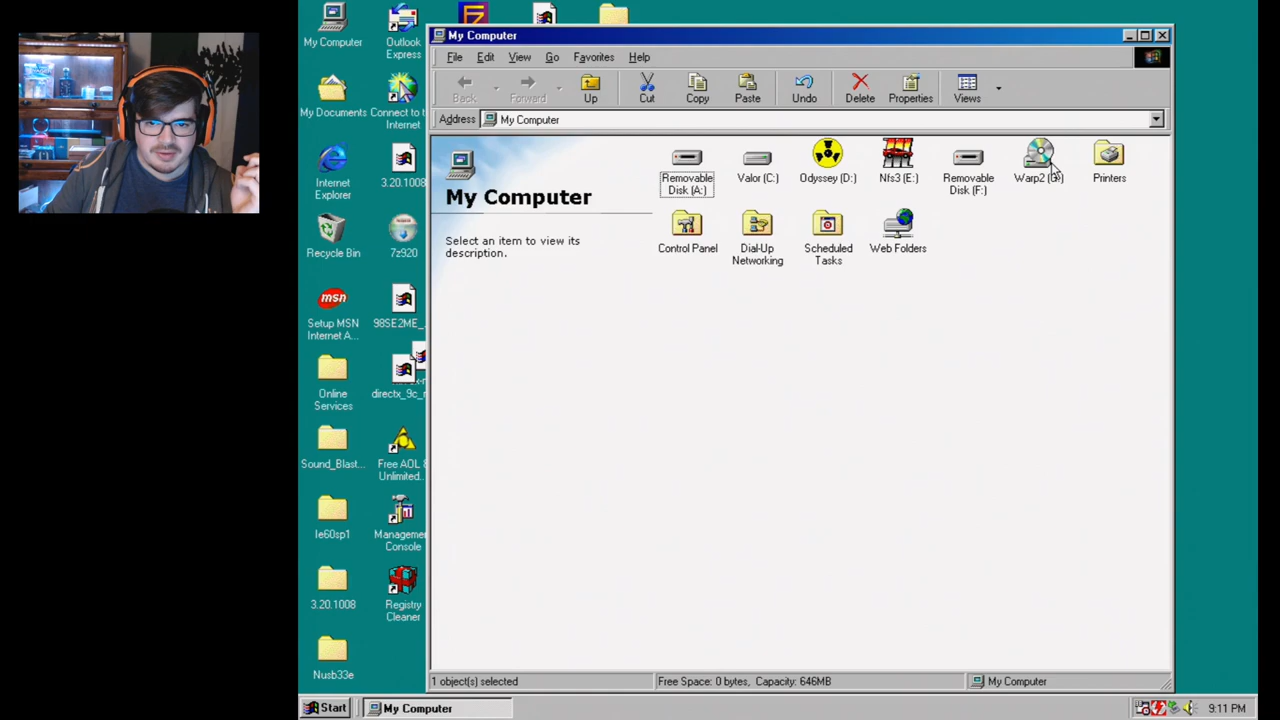 My Computer
Outlook
Express
My Documents
Connect to t
Internet
Internet
Explorer
3.20.1008
Recycle Bin
7z920
msn
Setup MSN
Internet A...
98SE2ME_
Online
Services
directx_9c_r
Sound_Blast...
Free AOL
Unlimited
Ie60sp1
Managemen
Console
3.20.1008
Registry
Cleaner
Nusb33e
My Computer
File Edit View Go Favorites Help
Back Forward Up Cut Copy Paste Undo Delete Properties Views
Address My Computer
My Computer
Select an item to view its
description.
Removable
Disk (A:)
Valor (C:)
Odyssey (D:)
Nfs3 (E:)
Removable
Disk (F:)
Warp2
Printers
Control Panel
Dial-Up
Networking
Scheduled
Tasks
Web Folders
1 object(s) selected
Free Space: 0 bytes, Capacity: 646MB
My Computer
Start
My Computer
9:11 PM